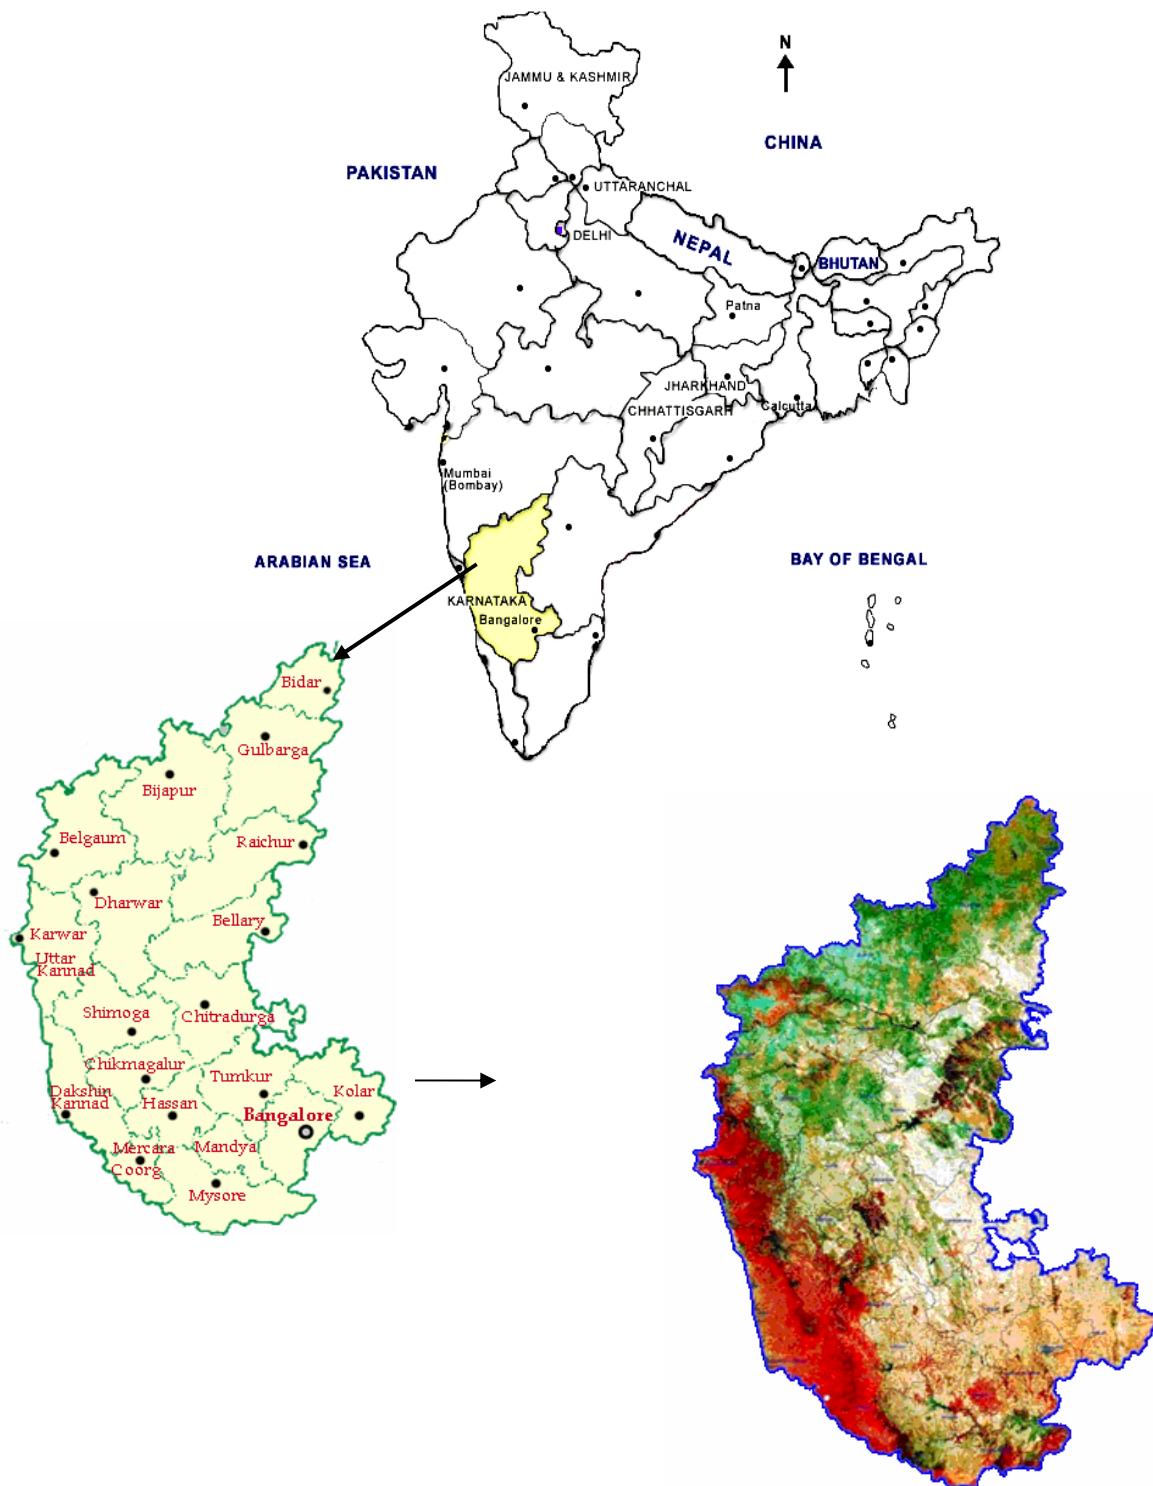 N
JAMMU & KASHMIR
CHINA
PAKISTAN
UTTARANCHAL
DELHI
NEPAL
BHUTAN
Patna
JHARKHAND
CHHATTISGARH
Calcutta
Mumbai
(Bombay)
ARABIAN SEA
BAY OF BENGAL
KARNATAKA
Bangalore
Bidar
Gulbarga
Bijapur
Belgaum
Raichur
Dharwar
Bellary
Karwar
Uttar
Kannad
Shimoga
Chitradurga
Chikmagalur
Tumkur
Dakshin
Kannad
Hassan
Kolar
Bangalore
Mercara
Mandya
Coorg
Mysore